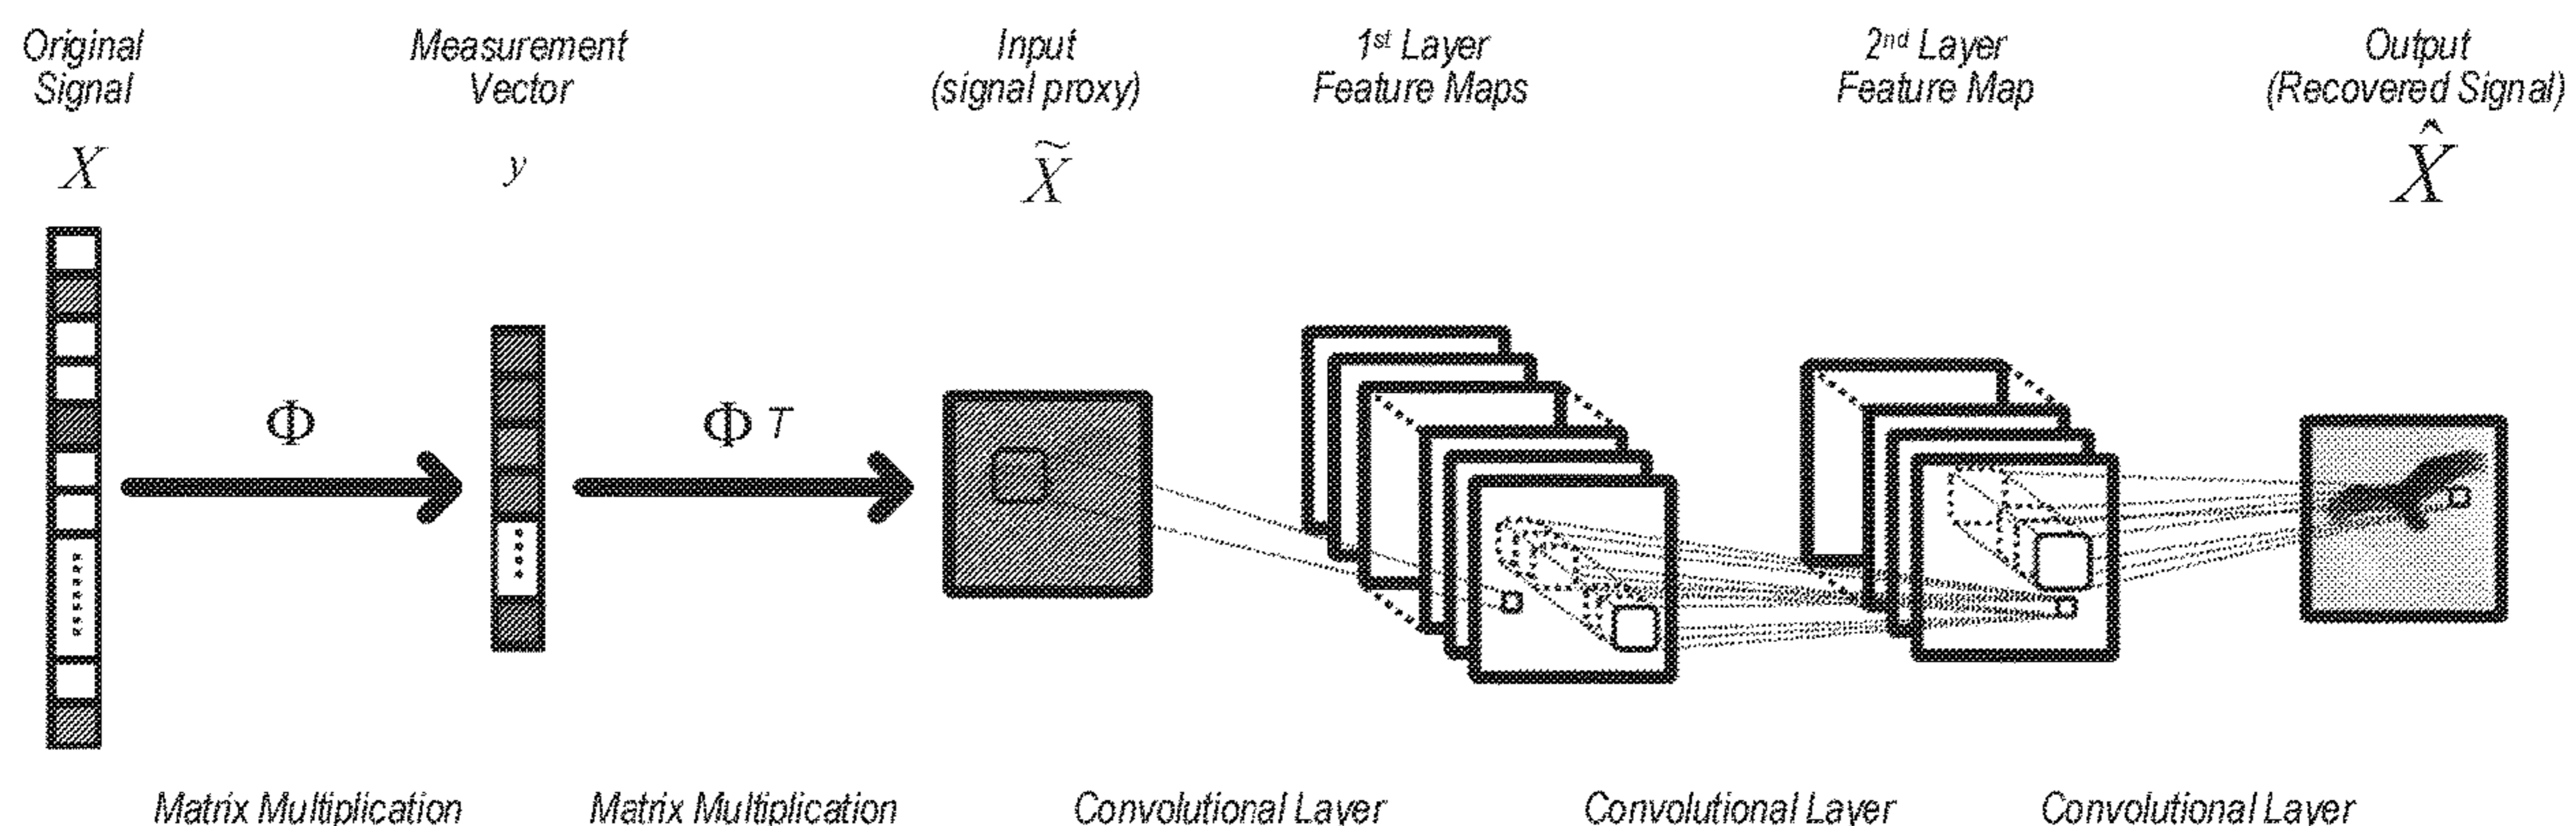 Original
Signal
X
Measurement
Vector
y
Input
(signal proxy)
X̃
1st Layer
Feature Maps
2nd Layer
Feature Map
Output
(Recovered Signal)
X̂
Φ
Φ T
Matrix Multiplication
Matrix Multiplication
Convolutional Layer
Convolutional Layer
Convolutional Layer